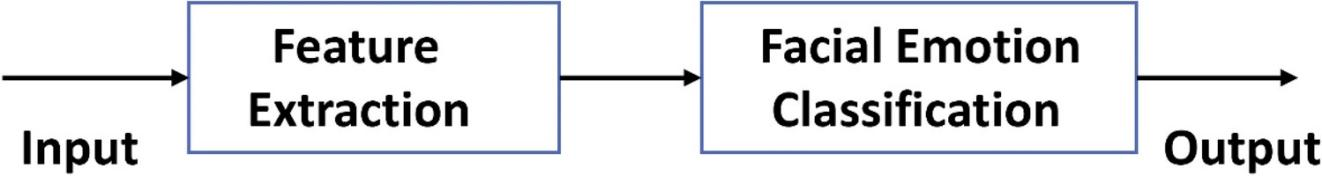 Feature
Extraction
Facial Emotion
Classification
Input
Output